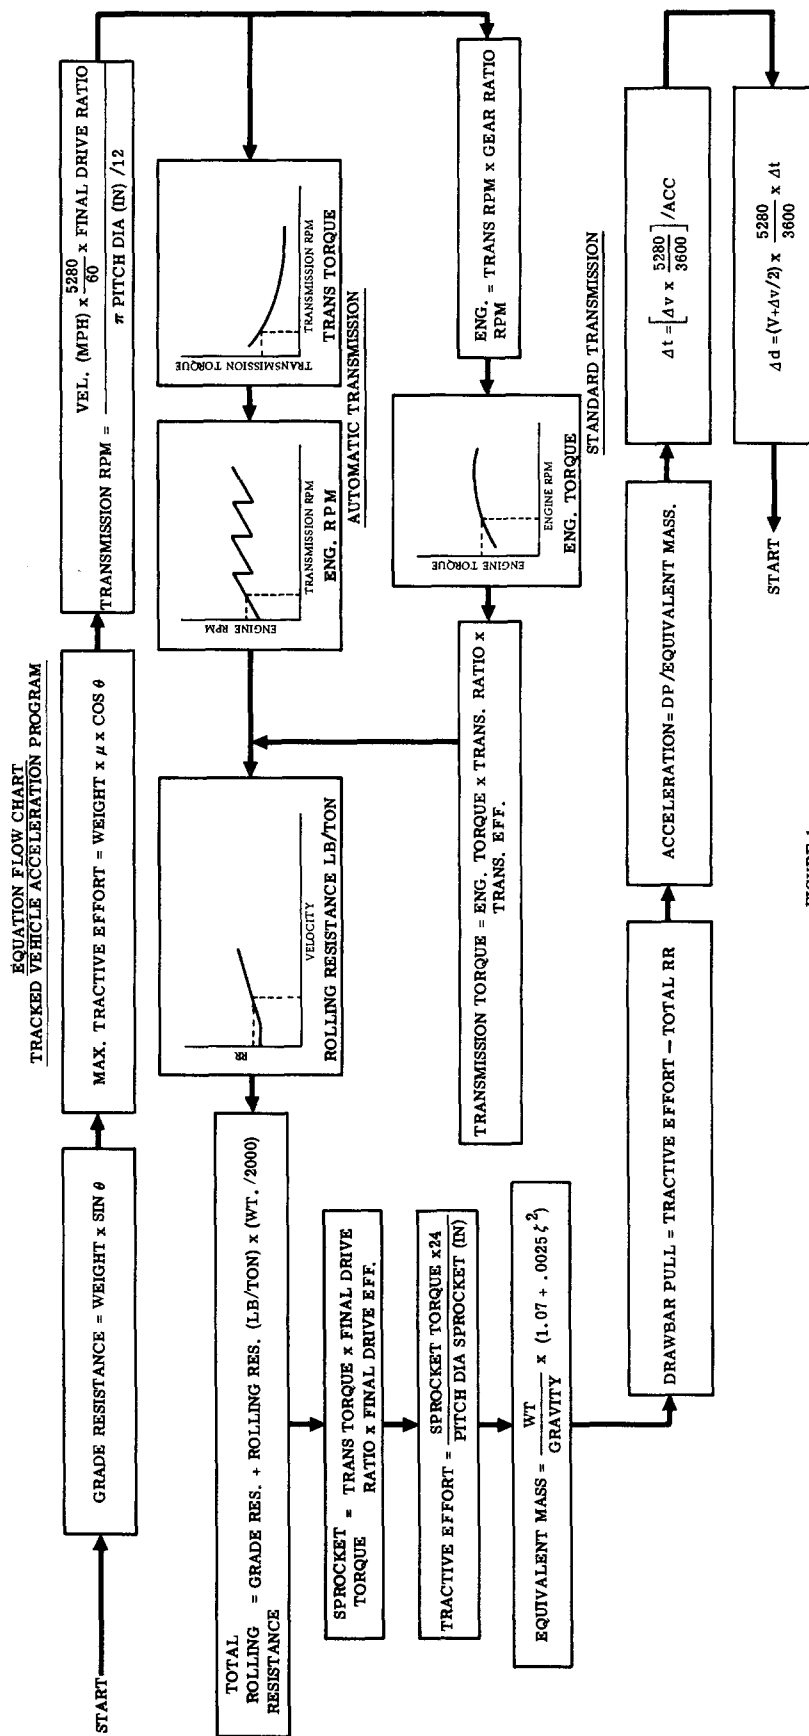 EQUATION FLOW CHART
TRACKED VEHICLE ACCELERATION PROGRAM
START
GRADE RESISTANCE = WEIGHT x SIN θ
MAX. TRACTIVE EFFORT = WEIGHT x μ x COS θ
TRANSMISSION RPM = VEL. (MPH) x 5280/60 x FINAL DRIVE RATIO
π PITCH DIA (IN) /12
TRANSMISSION TORQUE
TRANSMISSION RPM
TRANS TORQUE
ENGINE RPM
TRANSMISSION RPM
ENG. RPM
AUTOMATIC TRANSMISSION
ENG. = TRANS RPM x GEAR RATIO
RPM
ENGINE TORQUE
ENGINE RPM
ENG. TORQUE
STANDARD TRANSMISSION
TRANSMISSION TORQUE = ENG. TORQUE x TRANS. RATIO x
TRANS. EFF.
RR
VELOCITY
ROLLING RESISTANCE LB/TON
TOTAL
ROLLING = GRADE RES. + ROLLING RES. (LB/TON) x (WT./2000)
RESISTANCE
SPROCKET = TRANS TORQUE x FINAL DRIVE
TORQUE RATIO x FINAL DRIVE EFF.
TRACTIVE EFFORT = SPROCKET TORQUE x24
PITCH DIA SPROCKET (IN)
EQUIVALENT MASS = WT/GRAVITY x (1.07 + .0025 ζ²)
DRAWBAR PULL = TRACTIVE EFFORT – TOTAL RR
ACCELERATION = DP/EQUIVALENT MASS.
Δt = [Δv x 5280/3600] /ACC
Δd =(V+Δv/2) x 5280/3600 x Δt
START
FIGURE 1